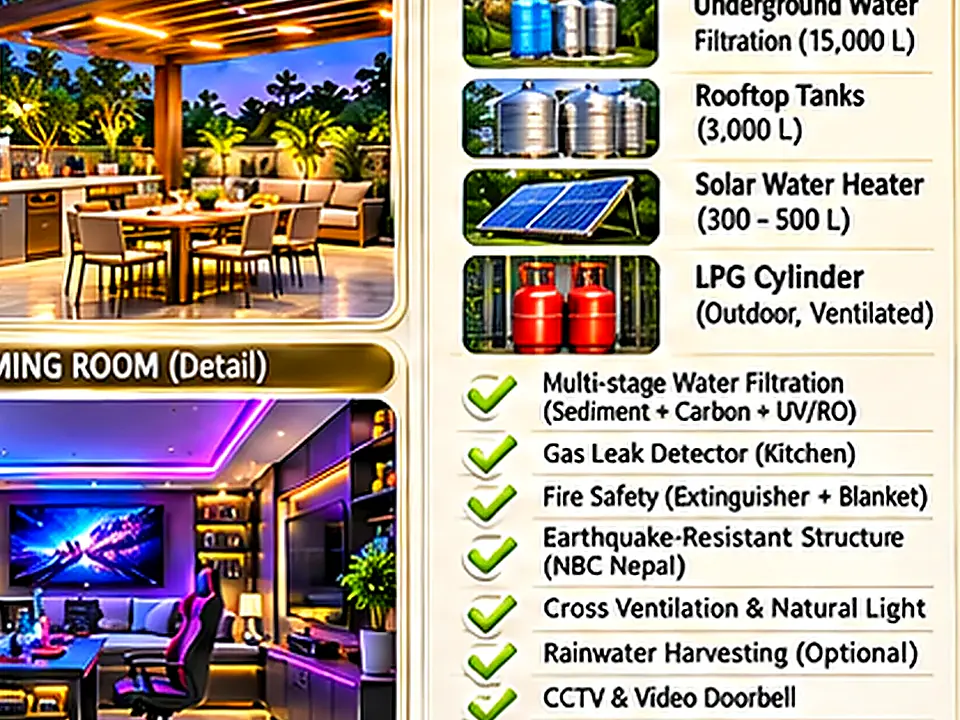 Underground Water
Filtration (15,000 L)
Rooftop Tanks
(3,000 L)
Solar Water Heater
(300 – 500 L)
LPG Cylinder
(Outdoor, Ventilated)
MING ROOM (Detail)
Multi-stage Water Filtration
(Sediment + Carbon + UV/RO)
Gas Leak Detector (Kitchen)
Fire Safety (Extinguisher + Blanket)
Earthquake-Resistant Structure
(NBC Nepal)
Cross Ventilation & Natural Light
Rainwater Harvesting (Optional)
CCTV & Video Doorbell